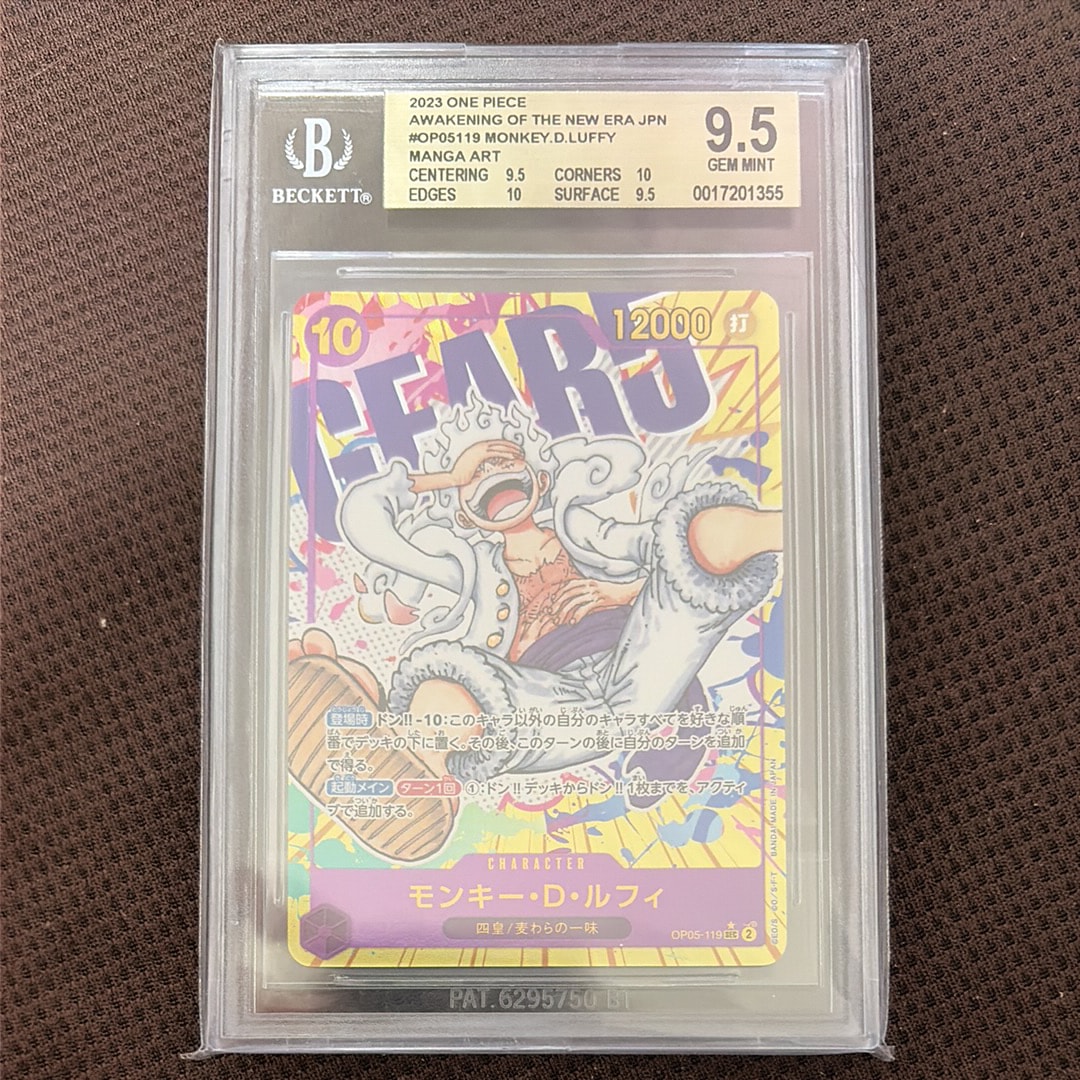 2023 ONE PIECE
AWAKENING OF THE NEW ERA JPN
#OP05119 MONKEY.D.LUFFY
MANGA ART
CENTERING 9.5 CORNERS 10
EDGES 10 SURFACE 9.5
9.5
GEM MINT
0017201355
B
BECKETT®
10
12000 打
GEAR5
登場時 ドン!!-10:このキャラ以外の自分のキャラすべてを好きな順
番でデッキの下に置く。その後、このターンの後に自分のターンを追加
で得る。
起動メイン ターン1回 ①:ドン!!デッキからドン!!1枚までを、アクティ
ブで追加する。
CHARACTER
モンキー・D・ルフィ
四皇/麦わらの一味
OP05-119 SEC ★ 2
BANDAI MADE IN JAPAN
PAT.6295750 B1